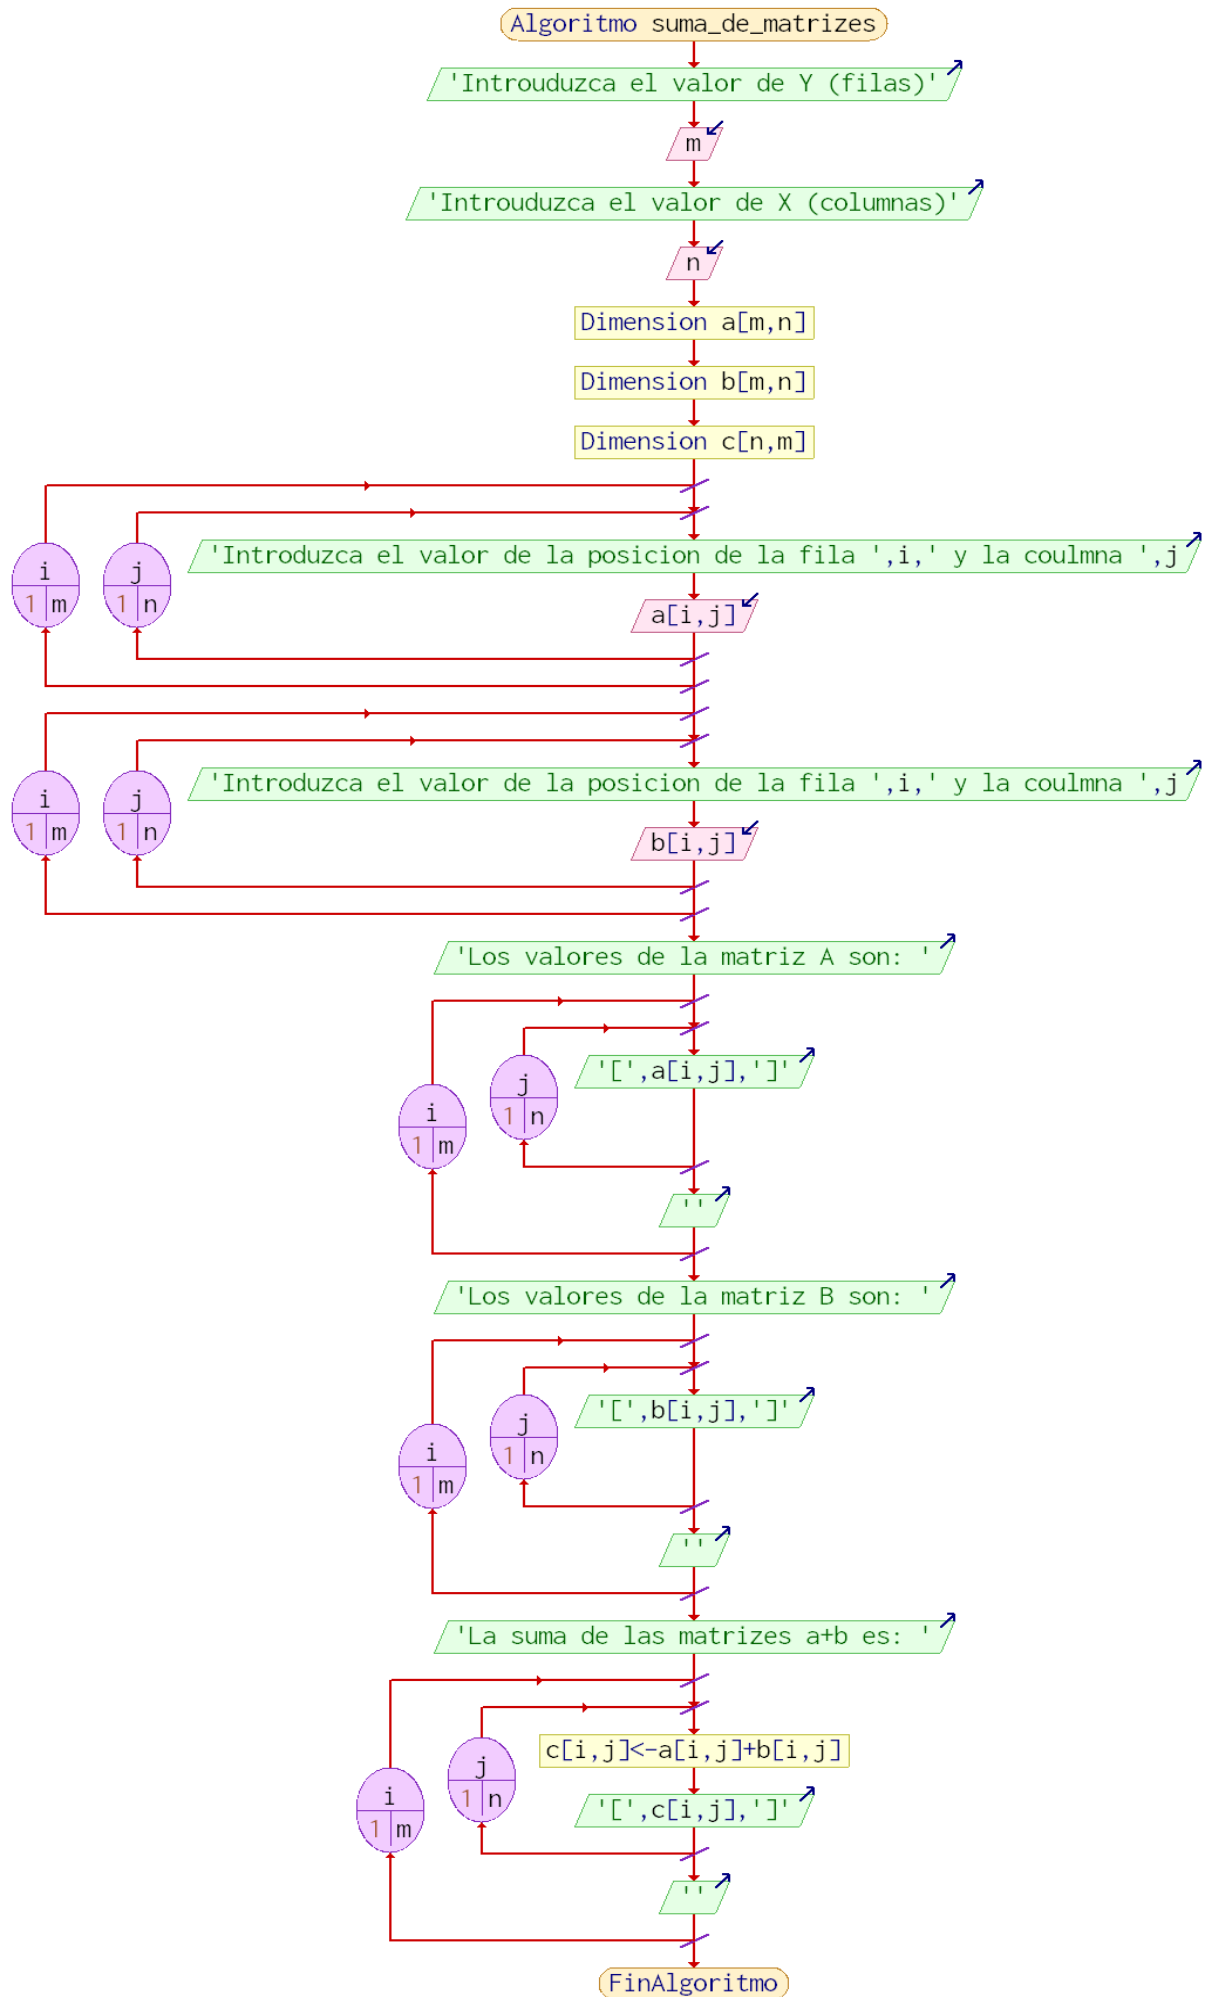 Algoritmo suma_de_matrizes
'Introuduzca el valor de Y (filas)'
m
'Introuduzca el valor de X (columnas)'
n
Dimension a[m,n]
Dimension b[m,n]
Dimension c[n,m]
i
1 m
j
1 n
'Introduzca el valor de la posicion de la fila ',i,' y la coulmna ',j
a[i,j]
i
1 m
j
1 n
'Introduzca el valor de la posicion de la fila ',i,' y la coulmna ',j
b[i,j]
'Los valores de la matriz A son: '
i
1 m
j
1 n
'[',a[i,j],']'
''
'Los valores de la matriz B son: '
i
1 m
j
1 n
'[',b[i,j],']'
''
'La suma de las matrizes a+b es: '
i
1 m
j
1 n
c[i,j]<-a[i,j]+b[i,j]
'[',c[i,j],']'
''
FinAlgoritmo